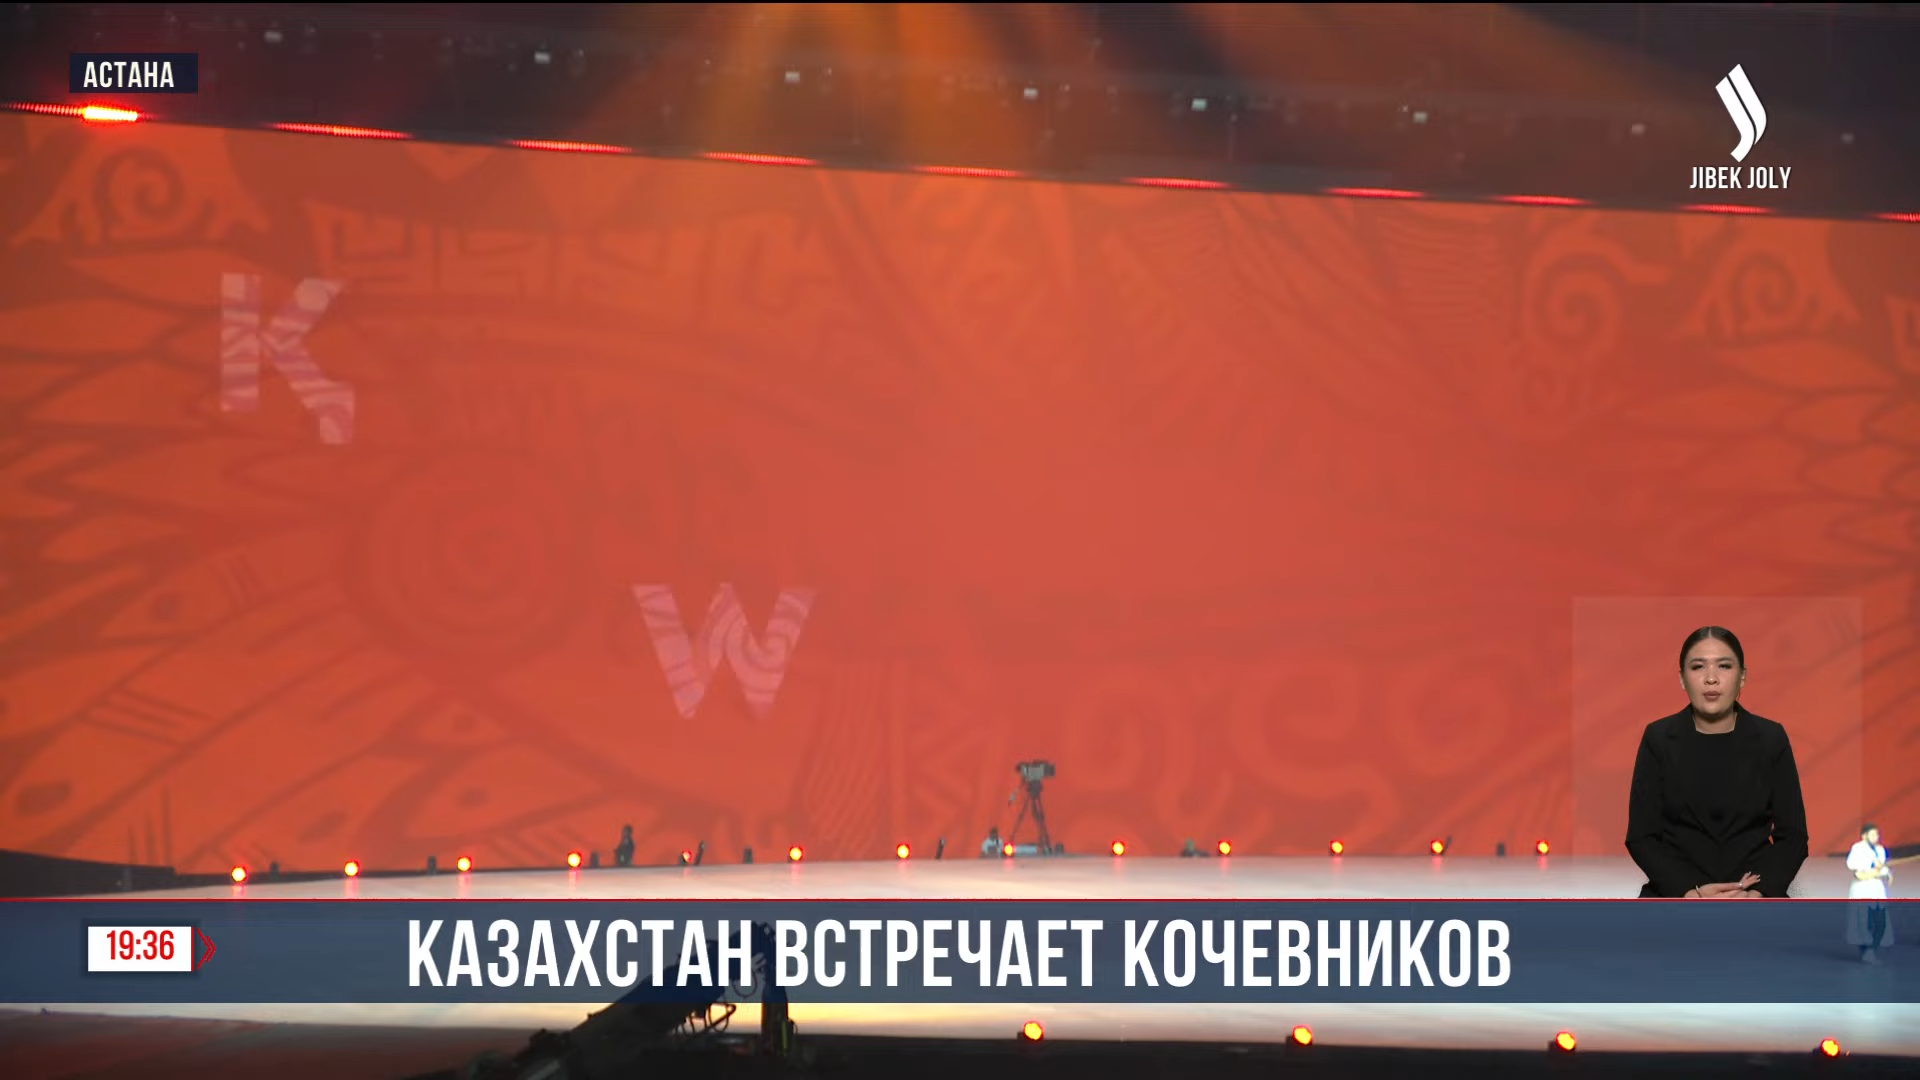 АСТАНА
JIBEK JOLY
Қ
W
19:36
КАЗАХСТАН ВСТРЕЧАЕТ КОЧЕВНИКОВ